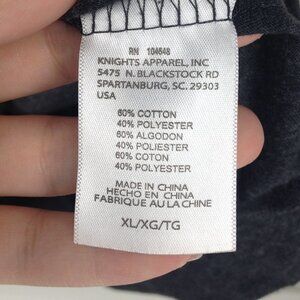 RN 104648
KNIGHTS APPAREL, INC
5475 N. BLACKSTOCK RD
SPARTANBURG, SC. 29303
USA
60% COTTON
40% POLYESTER
60% ALGODON
40% POLIESTER
60% COTON
40% POLYESTER
MADE IN CHINA
HECHO EN CHINA
FABRIQUE AU LA CHINE
XL/XG/TG